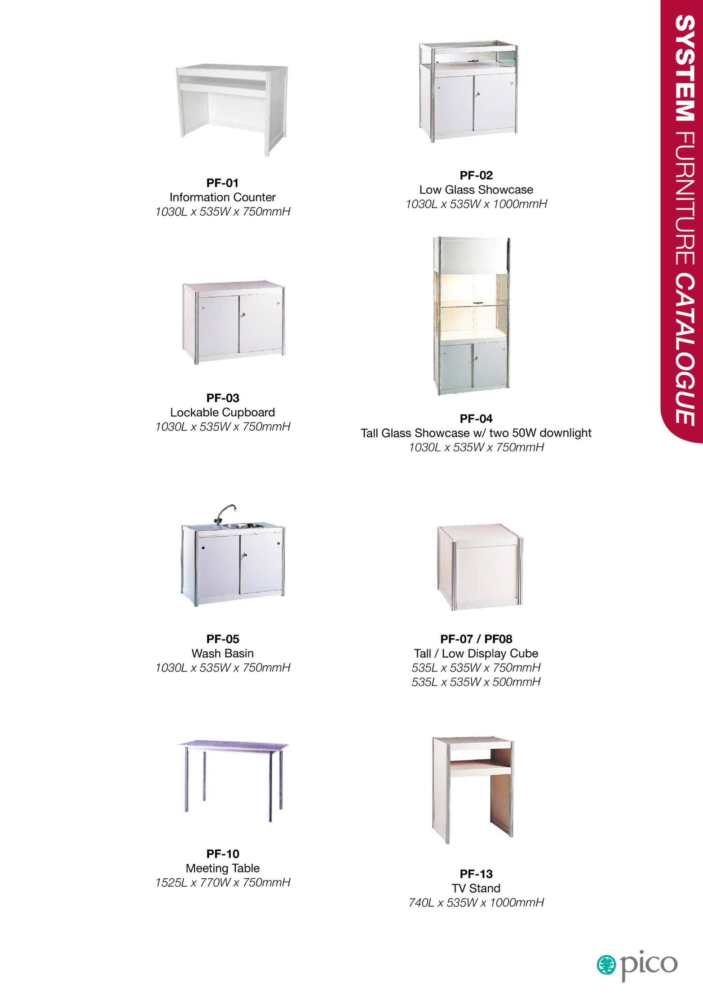 SYSTEM FURNITURE CATALOGUE
PF-01
Information Counter
1030L x 535W x 750mmH
PF-02
Low Glass Showcase
1030L x 535W x 1000mmH
PF-03
Lockable Cupboard
1030L x 535W x 750mmH
PF-04
Tall Glass Showcase w/ two 50W downlight
1030L x 535W x 750mmH
PF-05
Wash Basin
1030L x 535W x 750mmH
PF-07 / PF08
Tall / Low Display Cube
535L x 535W x 750mmH
535L x 535W x 500mmH
PF-10
Meeting Table
1525L x 770W x 750mmH
PF-13
TV Stand
740L x 535W x 1000mmH
pico